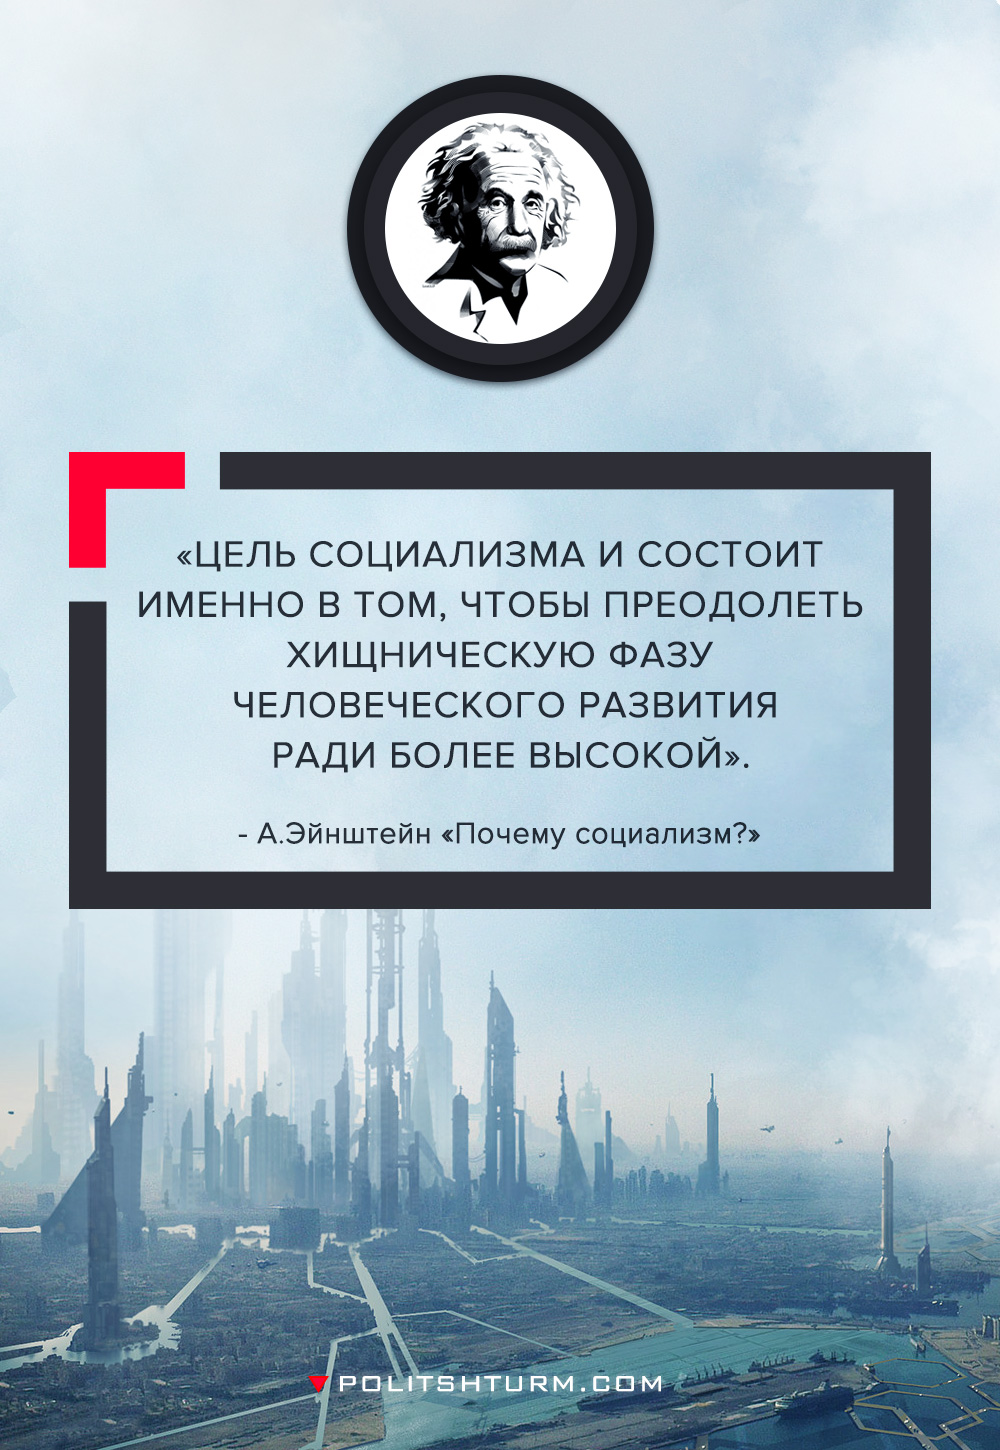 «ЦЕЛЬ СОЦИАЛИЗМА И СОСТОИТ
ИМЕННО В ТОМ, ЧТОБЫ ПРЕОДОЛЕТЬ
ХИЩНИЧЕСКУЮ ФАЗУ
ЧЕЛОВЕЧЕСКОГО РАЗВИТИЯ
РАДИ БОЛЕЕ ВЫСОКОЙ».
- А.Эйнштейн «Почему социализм?»
POLITSHTURM.COM